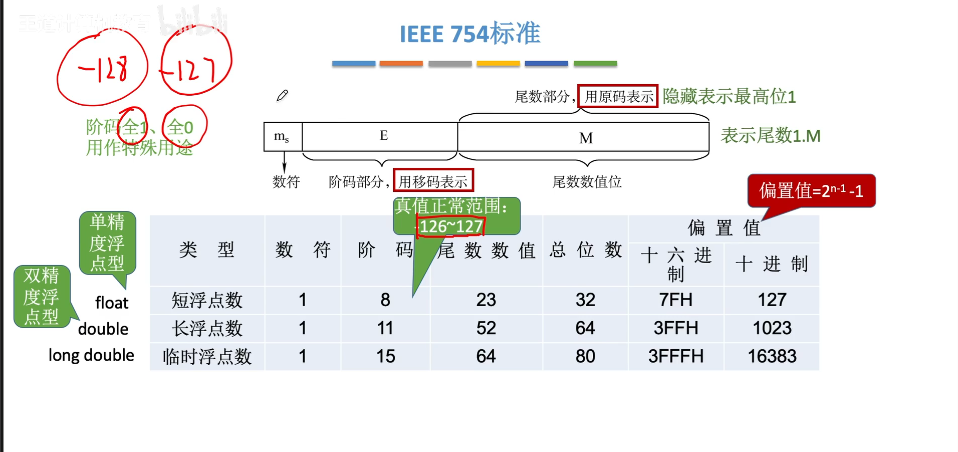 IEEE 754标准
-128
-127
阶码全1、全0
用作特殊用途
尾数部分，用原码表示
隐藏表示最高位1
mₛ
E
M
表示尾数1.M
数符
阶码部分，用移码表示
尾数数值位
真值正常范围：
-126~127
偏置值=2ⁿ⁻¹-1
单精度浮点型
双精度浮点型
类型 数符 阶码 尾数数值 总位数 偏置值
十六进制 十进制
float 短浮点数 1 8 23 32 7FH 127
double 长浮点数 1 11 52 64 3FFH 1023
long double 临时浮点数 1 15 64 80 3FFFH 16383